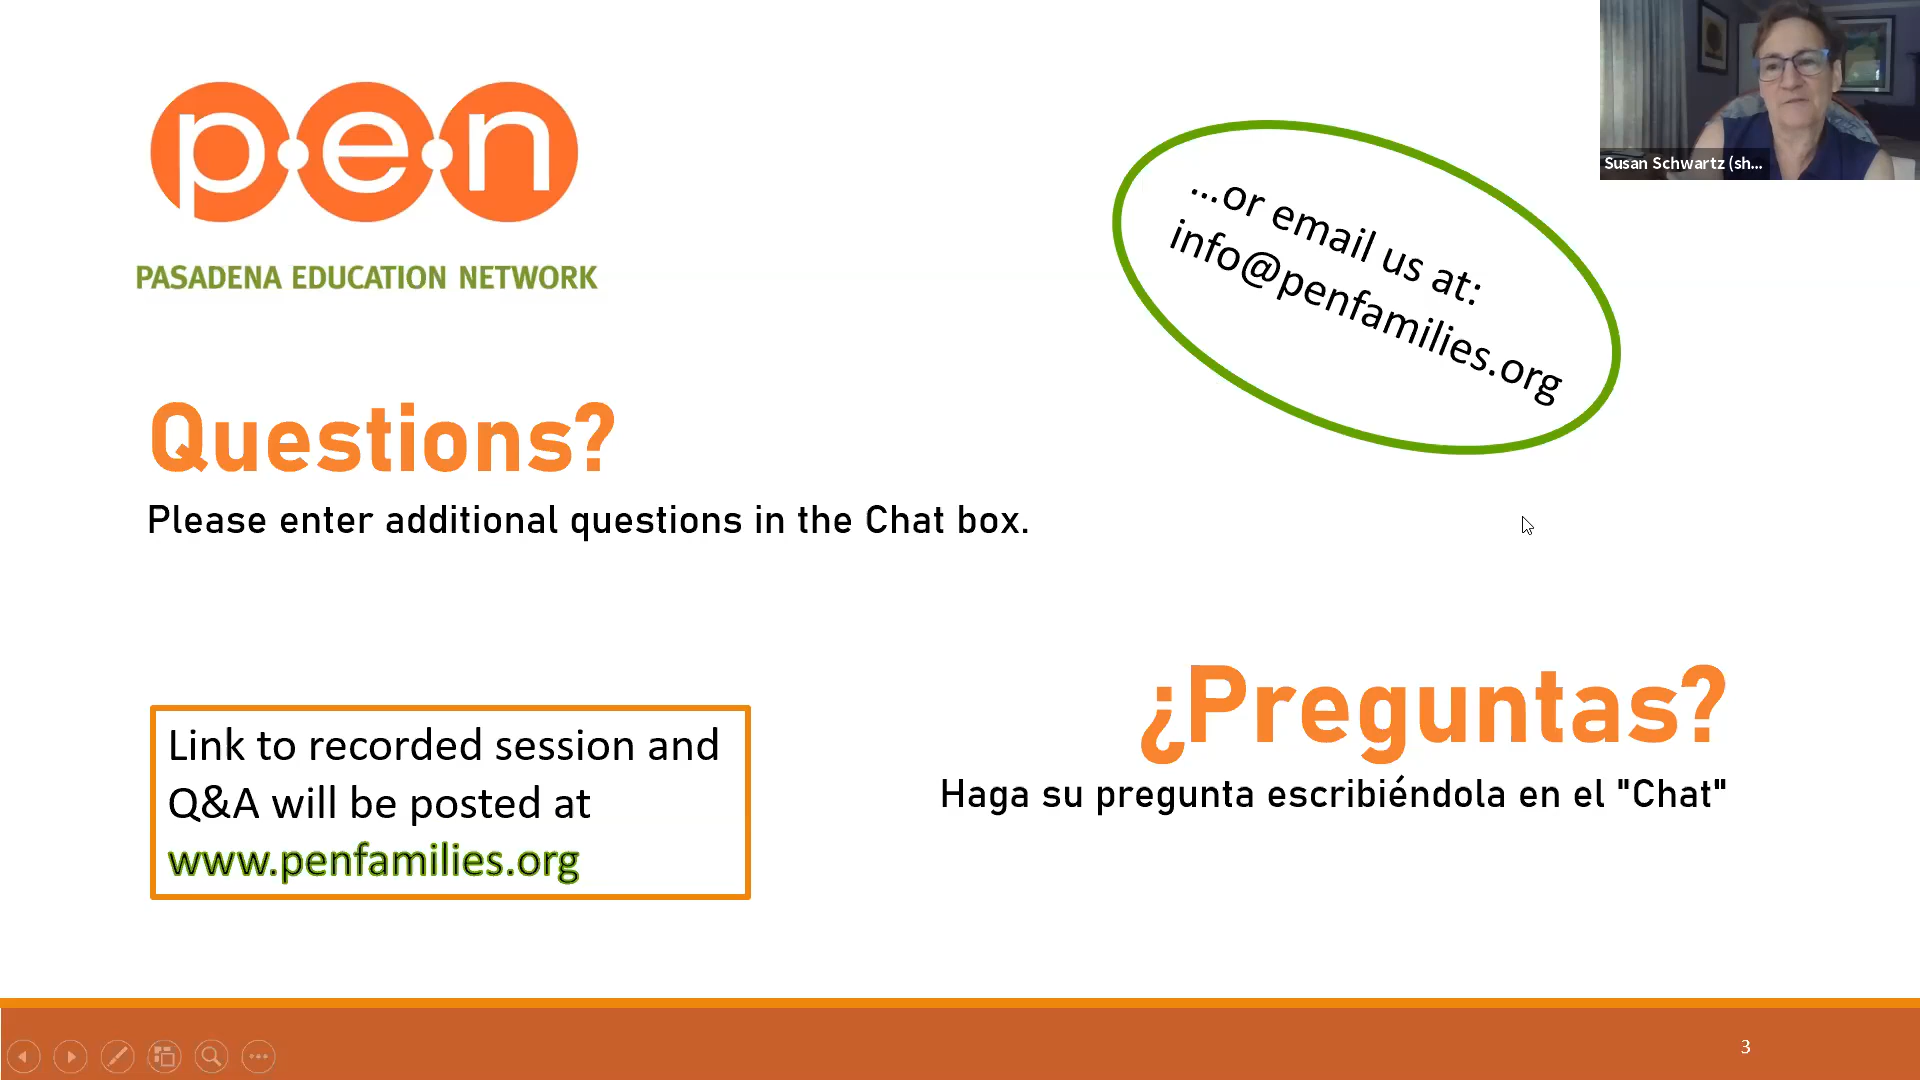 p·e·n
PASADENA EDUCATION NETWORK
Susan Schwartz (sh...
...or email us at:
info@penfamilies.org
Questions?
Please enter additional questions in the Chat box.
¿Preguntas?
Haga su pregunta escribiéndola en el "Chat"
Link to recorded session and
Q&A will be posted at
www.penfamilies.org
3